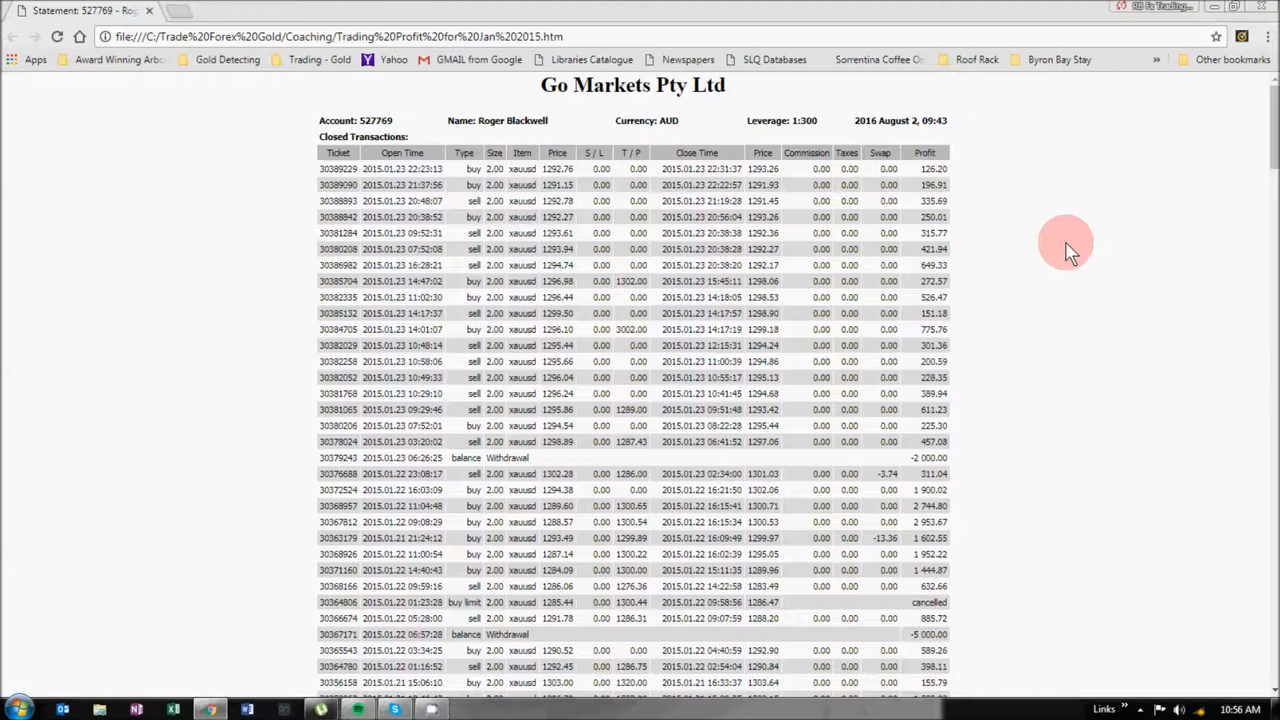 Statement: 527769 - Rog
R8 Fx Trading...
file:///C:/Trade%20Forex%20Gold/Coaching/Trading%20Profit%20for%20Jan%202015.htm
Apps Award Winning Arbo Gold Detecting Trading - Gold Yahoo GMAIL from Google Libraries Catalogue Newspapers SLQ Databases Sorrentina Coffee On Roof Rack Byron Bay Stay » Other bookmarks
Go Markets Pty Ltd
Account: 527769 Name: Roger Blackwell Currency: AUD Leverage: 1:300 2016 August 2, 09:43
Closed Transactions:
Ticket Open Time Type Size Item Price S / L T / P Close Time Price Commission Taxes Swap Profit
30389229 2015.01.23 22:23:13 buy 2.00 xauusd 1292.76 0.00 0.00 2015.01.23 22:31:37 1293.26 0.00 0.00 0.00 126.20
30389090 2015.01.23 21:37:56 buy 2.00 xauusd 1291.15 0.00 0.00 2015.01.23 22:22:57 1291.93 0.00 0.00 0.00 196.91
30388893 2015.01.23 20:48:07 sell 2.00 xauusd 1292.78 0.00 0.00 2015.01.23 21:19:28 1291.45 0.00 0.00 0.00 335.69
30388842 2015.01.23 20:38:52 buy 2.00 xauusd 1292.27 0.00 0.00 2015.01.23 20:56:04 1293.26 0.00 0.00 0.00 250.01
30381284 2015.01.23 09:52:31 sell 2.00 xauusd 1293.61 0.00 0.00 2015.01.23 20:38:38 1292.36 0.00 0.00 0.00 315.77
30380208 2015.01.23 07:52:08 sell 2.00 xauusd 1293.94 0.00 0.00 2015.01.23 20:38:28 1292.27 0.00 0.00 0.00 421.94
30386982 2015.01.23 16:28:21 sell 2.00 xauusd 1294.74 0.00 0.00 2015.01.23 20:38:20 1292.17 0.00 0.00 0.00 649.33
30385704 2015.01.23 14:47:02 buy 2.00 xauusd 1296.98 0.00 1302.00 2015.01.23 15:45:11 1298.06 0.00 0.00 0.00 272.57
30382335 2015.01.23 11:02:30 buy 2.00 xauusd 1296.44 0.00 0.00 2015.01.23 14:18:05 1298.53 0.00 0.00 0.00 526.47
30385132 2015.01.23 14:17:37 sell 2.00 xauusd 1299.50 0.00 0.00 2015.01.23 14:17:57 1298.90 0.00 0.00 0.00 151.18
30384705 2015.01.23 14:01:07 buy 2.00 xauusd 1296.10 0.00 3002.00 2015.01.23 14:17:19 1299.18 0.00 0.00 0.00 775.76
30382029 2015.01.23 10:48:14 sell 2.00 xauusd 1295.44 0.00 0.00 2015.01.23 12:15:31 1294.24 0.00 0.00 0.00 301.36
30382258 2015.01.23 10:58:06 sell 2.00 xauusd 1295.66 0.00 0.00 2015.01.23 11:00:39 1294.86 0.00 0.00 0.00 200.59
30382052 2015.01.23 10:49:33 sell 2.00 xauusd 1296.04 0.00 0.00 2015.01.23 10:55:17 1295.13 0.00 0.00 0.00 228.35
30381768 2015.01.23 10:29:10 sell 2.00 xauusd 1296.24 0.00 0.00 2015.01.23 10:41:45 1294.68 0.00 0.00 0.00 389.94
30381065 2015.01.23 09:29:46 sell 2.00 xauusd 1295.86 0.00 1289.00 2015.01.23 09:51:48 1293.42 0.00 0.00 0.00 611.23
30380206 2015.01.23 07:52:01 buy 2.00 xauusd 1294.54 0.00 0.00 2015.01.23 08:22:28 1295.44 0.00 0.00 0.00 225.30
30378024 2015.01.23 03:20:02 sell 2.00 xauusd 1298.89 0.00 1287.43 2015.01.23 06:41:52 1297.06 0.00 0.00 0.00 457.08
30379243 2015.01.23 06:26:25 balance Withdrawal -2 000.00
30376688 2015.01.22 23:08:17 sell 2.00 xauusd 1302.28 0.00 1286.00 2015.01.23 02:34:00 1301.03 0.00 0.00 -3.74 311.04
30372524 2015.01.22 16:03:09 buy 2.00 xauusd 1294.38 0.00 0.00 2015.01.22 16:21:50 1302.06 0.00 0.00 0.00 1 900.02
30368957 2015.01.22 11:04:48 buy 2.00 xauusd 1289.60 0.00 1300.65 2015.01.22 16:15:41 1300.71 0.00 0.00 0.00 2 744.80
30367812 2015.01.22 09:08:29 buy 2.00 xauusd 1288.57 0.00 1300.54 2015.01.22 16:15:34 1300.53 0.00 0.00 0.00 2 953.67
30363179 2015.01.21 21:24:12 buy 2.00 xauusd 1293.49 0.00 1299.89 2015.01.22 16:09:49 1299.97 0.00 0.00 -13.36 1 602.55
30368926 2015.01.22 11:00:54 buy 2.00 xauusd 1287.14 0.00 1300.22 2015.01.22 16:02:39 1295.05 0.00 0.00 0.00 1 952.22
30371160 2015.01.22 14:40:43 buy 2.00 xauusd 1284.09 0.00 1300.00 2015.01.22 15:11:35 1289.96 0.00 0.00 0.00 1 444.87
30368166 2015.01.22 09:59:16 sell 2.00 xauusd 1286.06 0.00 1276.36 2015.01.22 14:22:58 1283.49 0.00 0.00 0.00 632.66
30364806 2015.01.22 01:23:28 buy limit 2.00 xauusd 1285.44 0.00 1300.44 2015.01.22 09:58:56 1286.47 cancelled
30366674 2015.01.22 05:28:00 sell 2.00 xauusd 1291.78 0.00 1286.31 2015.01.22 09:07:59 1288.20 0.00 0.00 0.00 885.72
30367171 2015.01.22 06:57:28 balance Withdrawal -5 000.00
30365543 2015.01.22 03:34:25 buy 2.00 xauusd 1290.52 0.00 0.00 2015.01.22 04:40:59 1292.90 0.00 0.00 0.00 589.26
30364780 2015.01.22 01:16:52 sell 2.00 xauusd 1292.45 0.00 1286.75 2015.01.22 02:54:04 1290.84 0.00 0.00 0.00 398.11
30356158 2015.01.21 15:06:10 buy 2.00 xauusd 1303.00 0.00 1320.00 2015.01.21 16:33:37 1303.64 0.00 0.00 0.00 155.79
Links » 10:56 AM